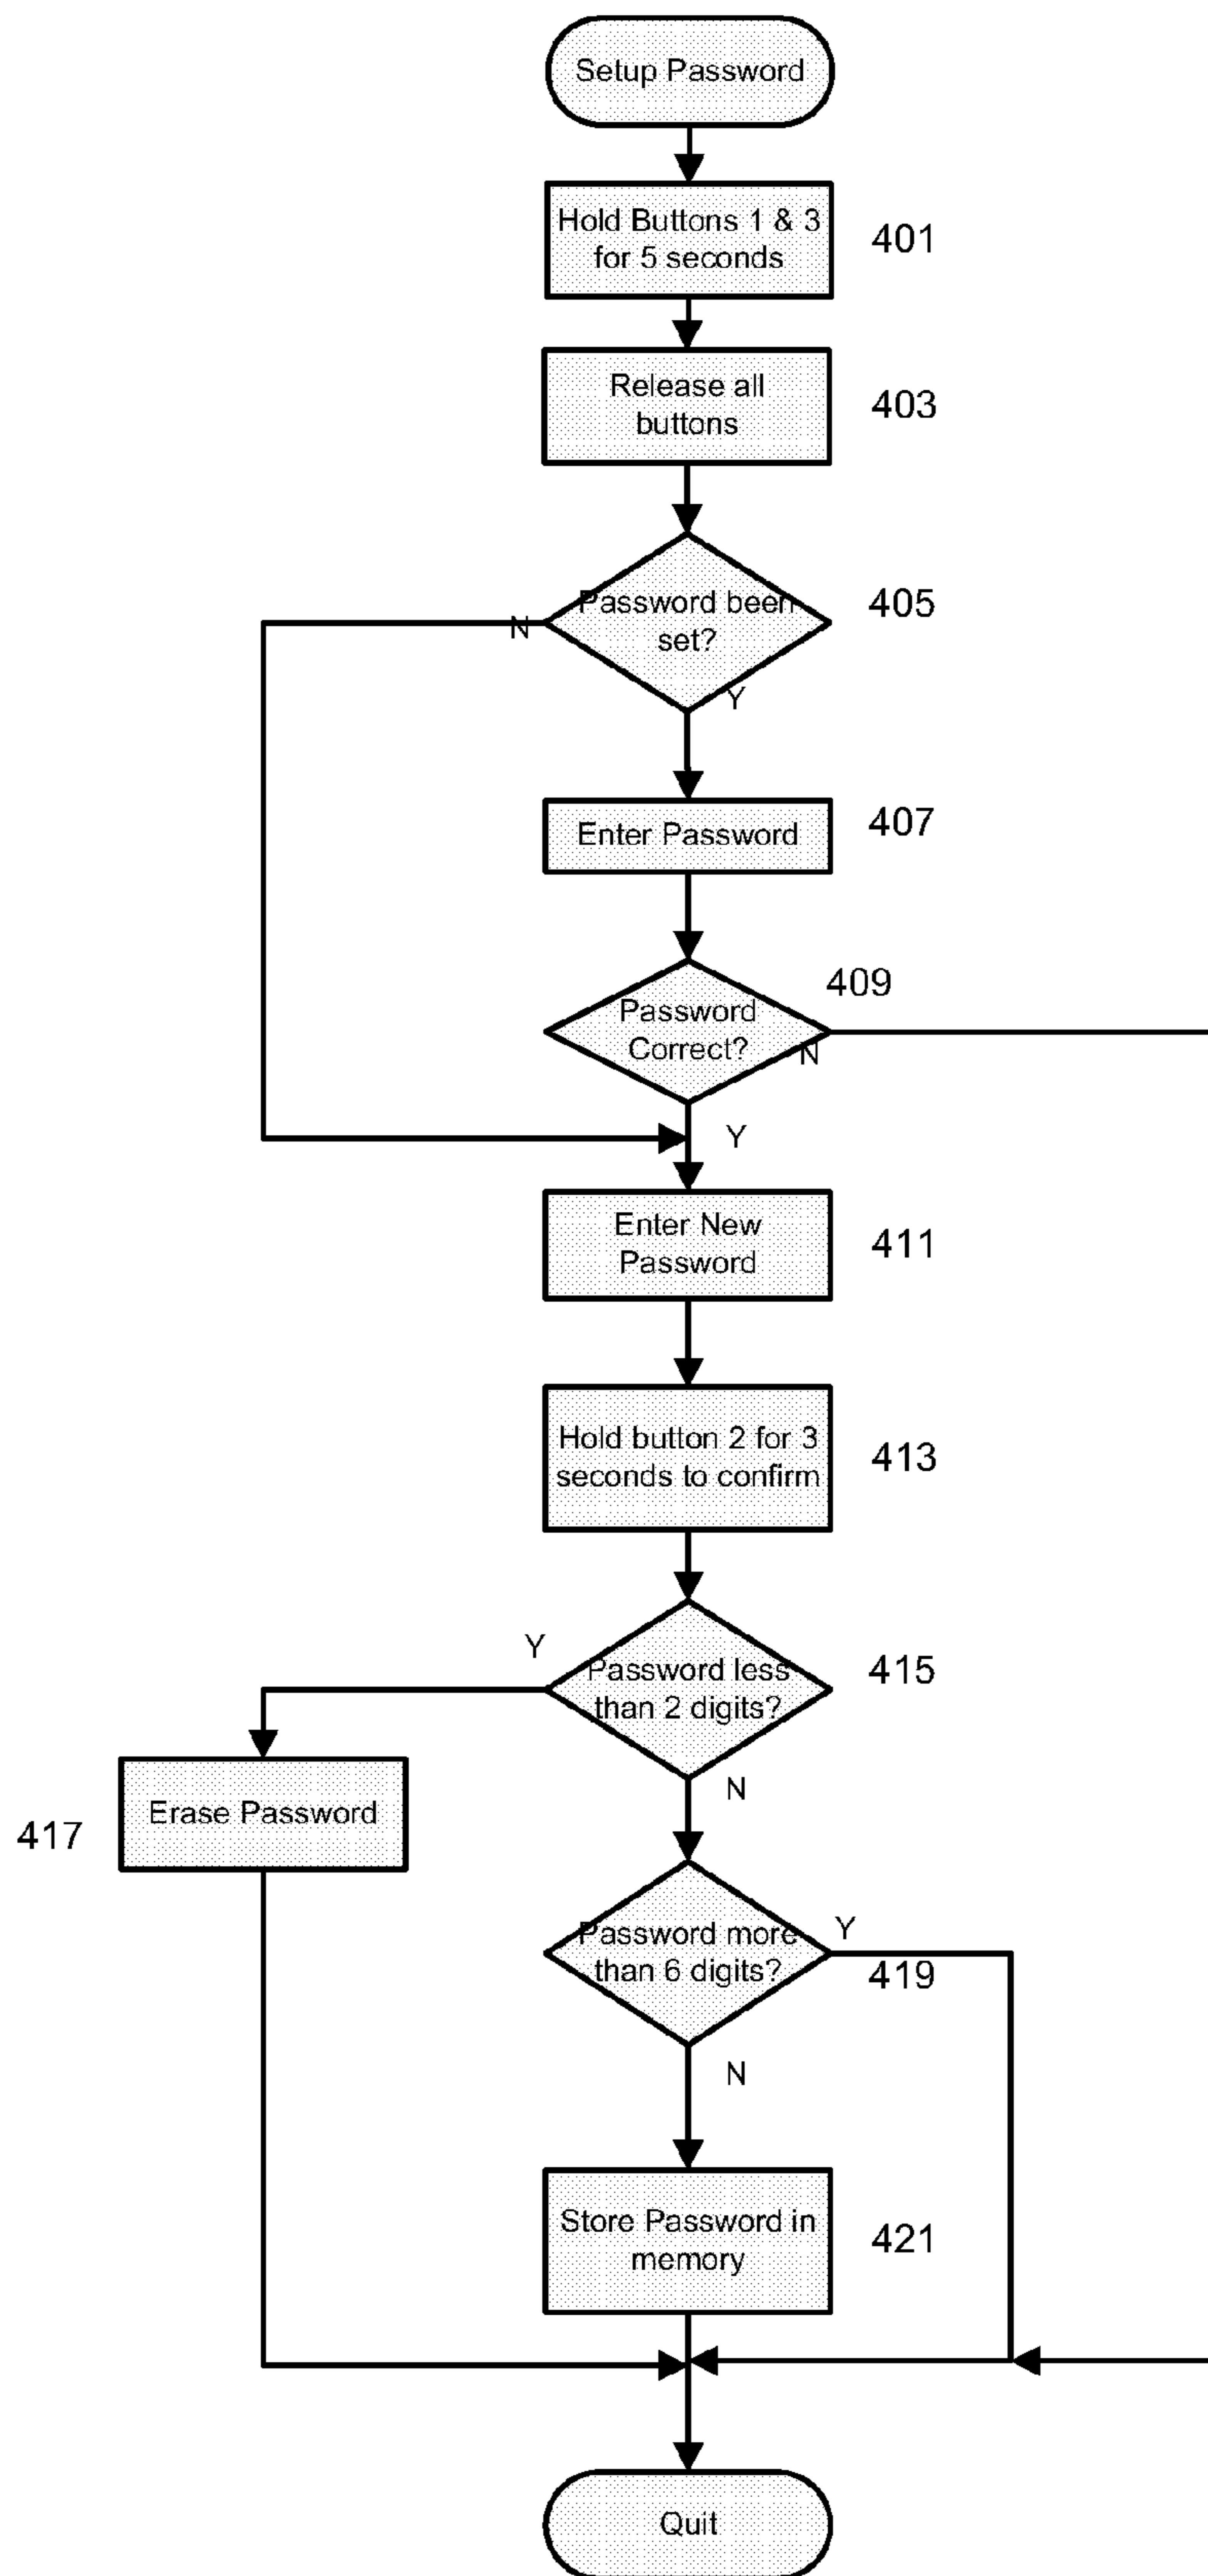 Setup Password
Hold Buttons 1 & 3
for 5 seconds
401
Release all
buttons
403
Password been
set?
405
N
Y
Enter Password
407
Password
Correct?
409
N
Y
Enter New
Password
411
Hold button 2 for 3
seconds to confirm
413
Y
Password less
than 2 digits?
415
N
Erase Password
417
Password more
than 6 digits?
Y
419
N
Store Password in
memory
421
Quit